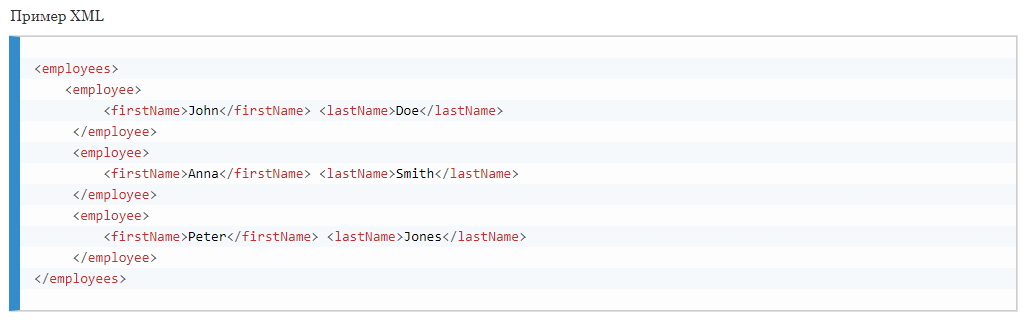 Пример XML
<employees>
    <employee>
         <firstName>John</firstName> <lastName>Doe</lastName>
     </employee>
     <employee>
         <firstName>Anna</firstName> <lastName>Smith</lastName>
     </employee>
     <employee>
         <firstName>Peter</firstName> <lastName>Jones</lastName>
     </employee>
</employees>